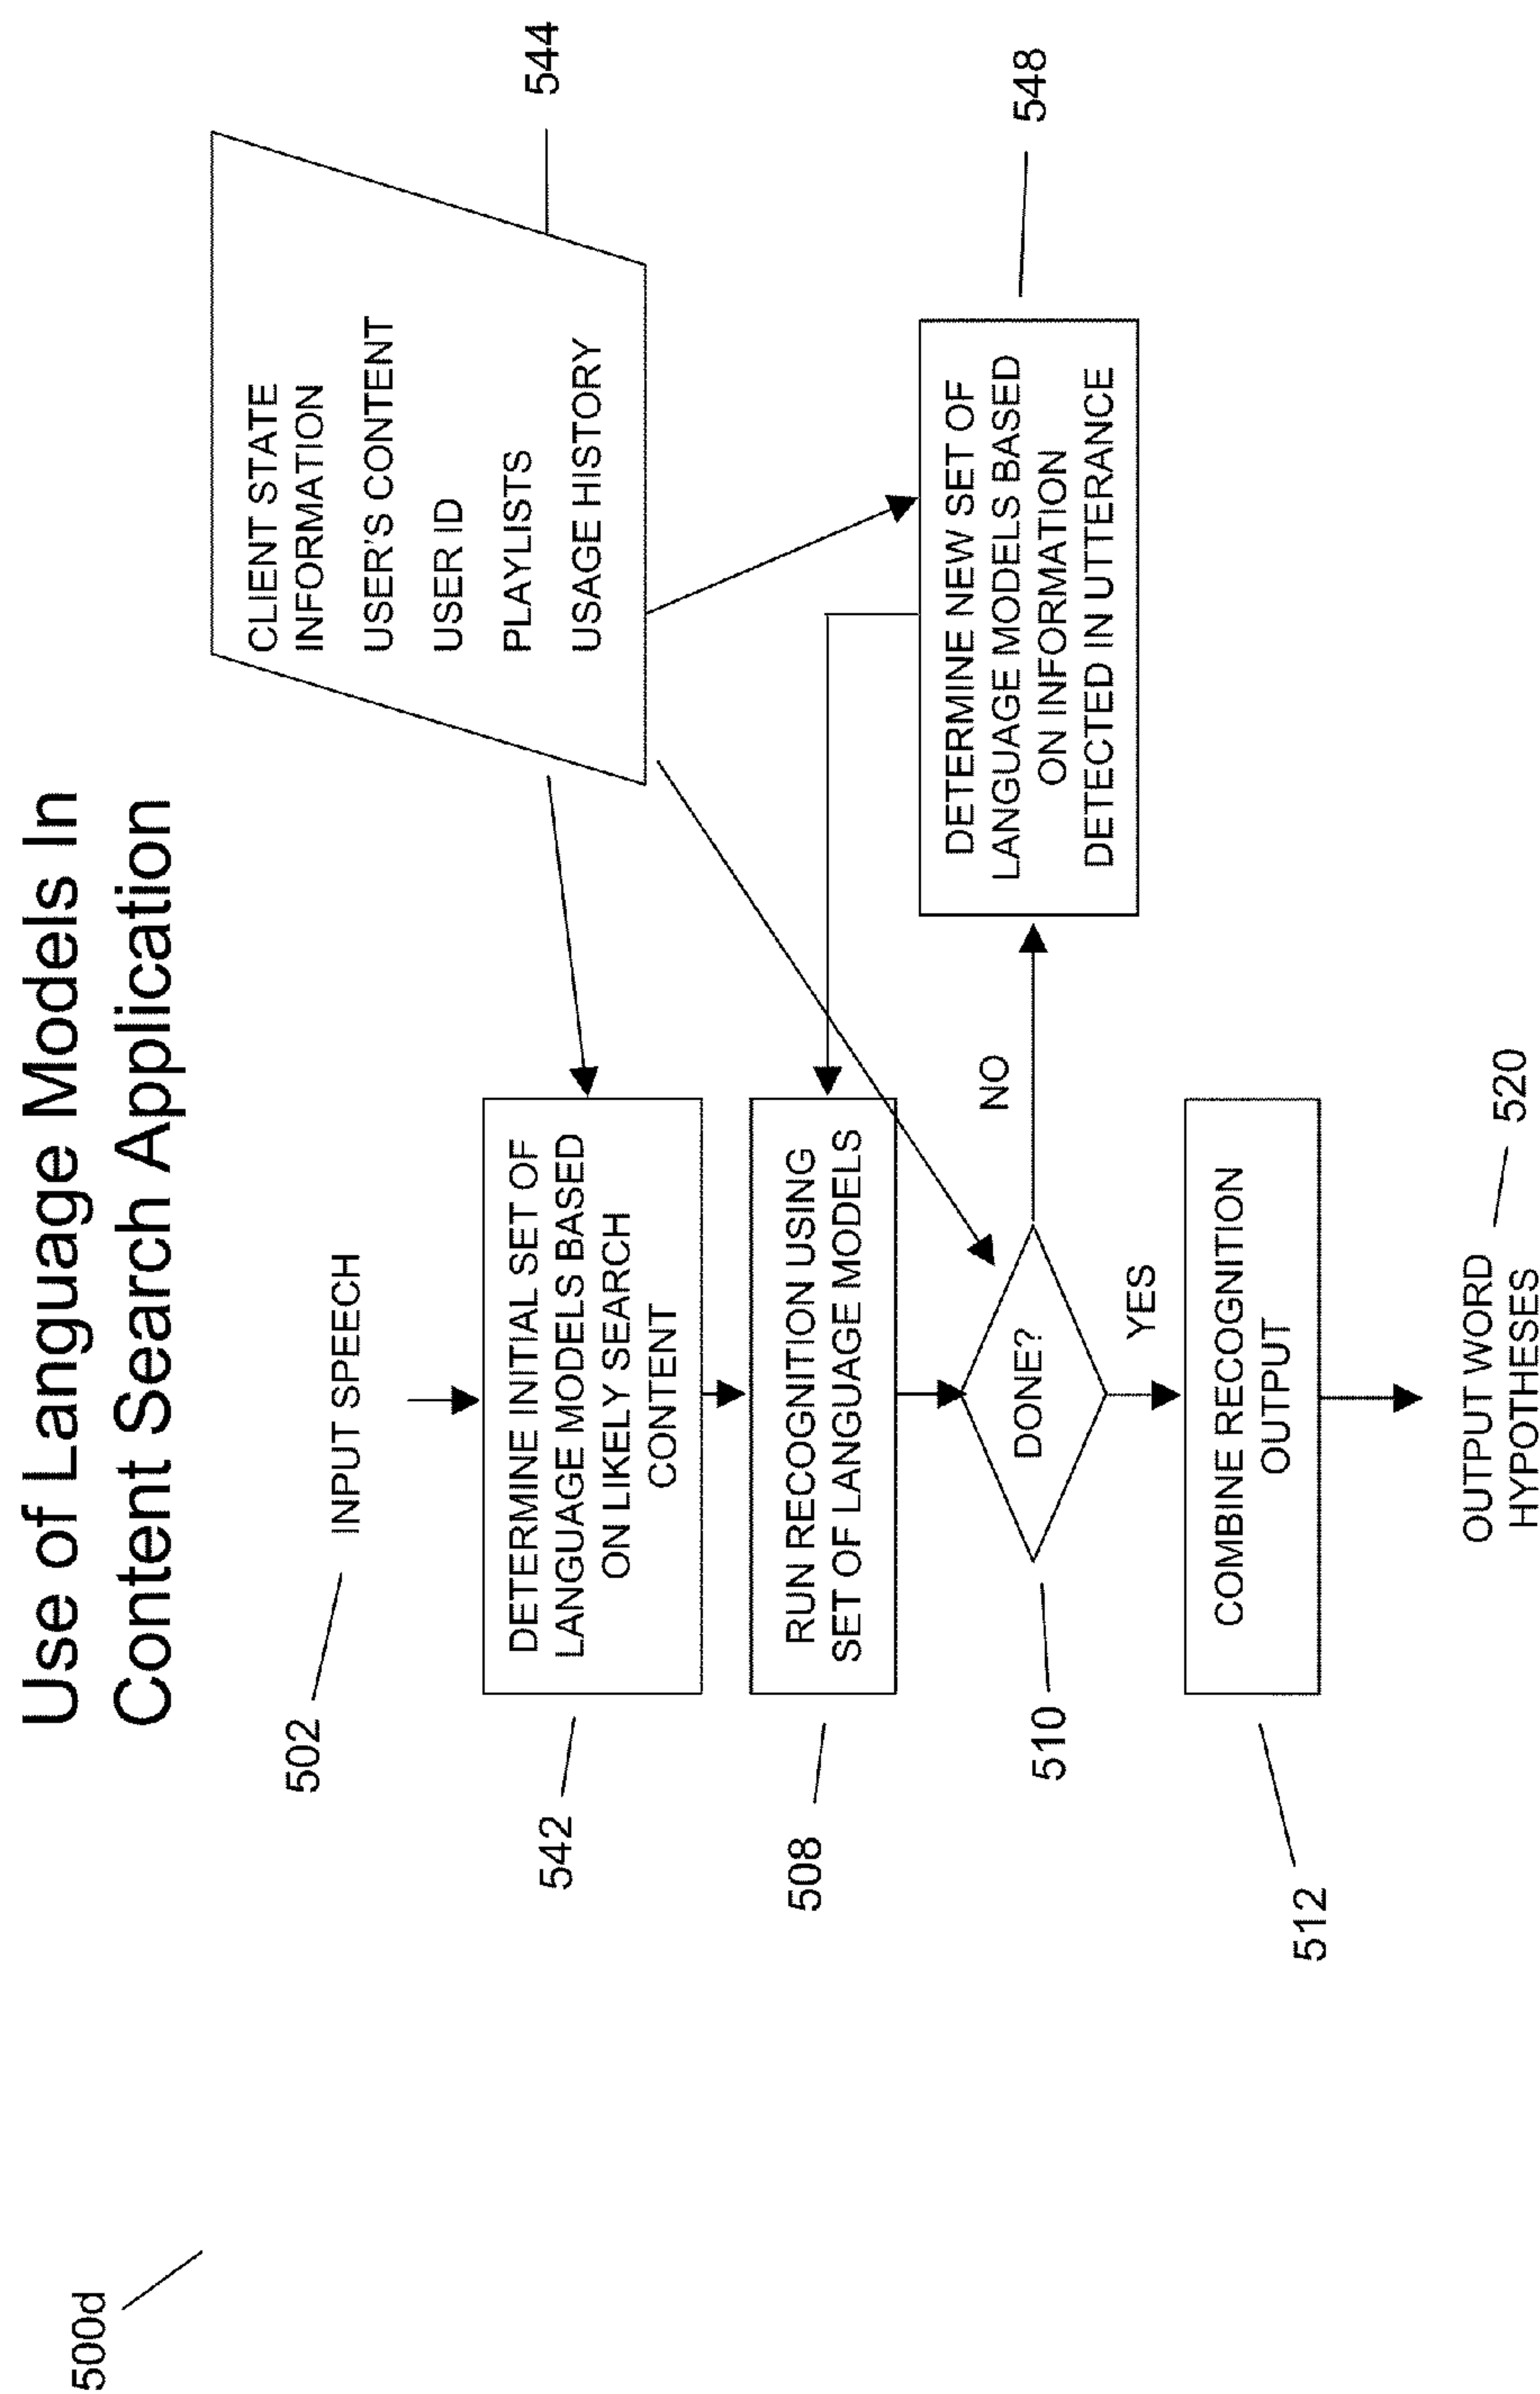 Use of Language Models In
Content Search Application
500d
502
INPUT SPEECH
CLIENT STATE
INFORMATION
USER'S CONTENT
USER ID
PLAYLISTS
USAGE HISTORY
544
542
DETERMINE INITIAL SET OF
LANGUAGE MODELS BASED
ON LIKELY SEARCH
CONTENT
508
RUN RECOGNITION USING
SET OF LANGUAGE MODELS
510
DONE?
NO
DETERMINE NEW SET OF
LANGUAGE MODELS BASED
ON INFORMATION
DETECTED IN UTTERANCE
548
YES
512
COMBINE RECOGNITION
OUTPUT
OUTPUT WORD
HYPOTHESES
520